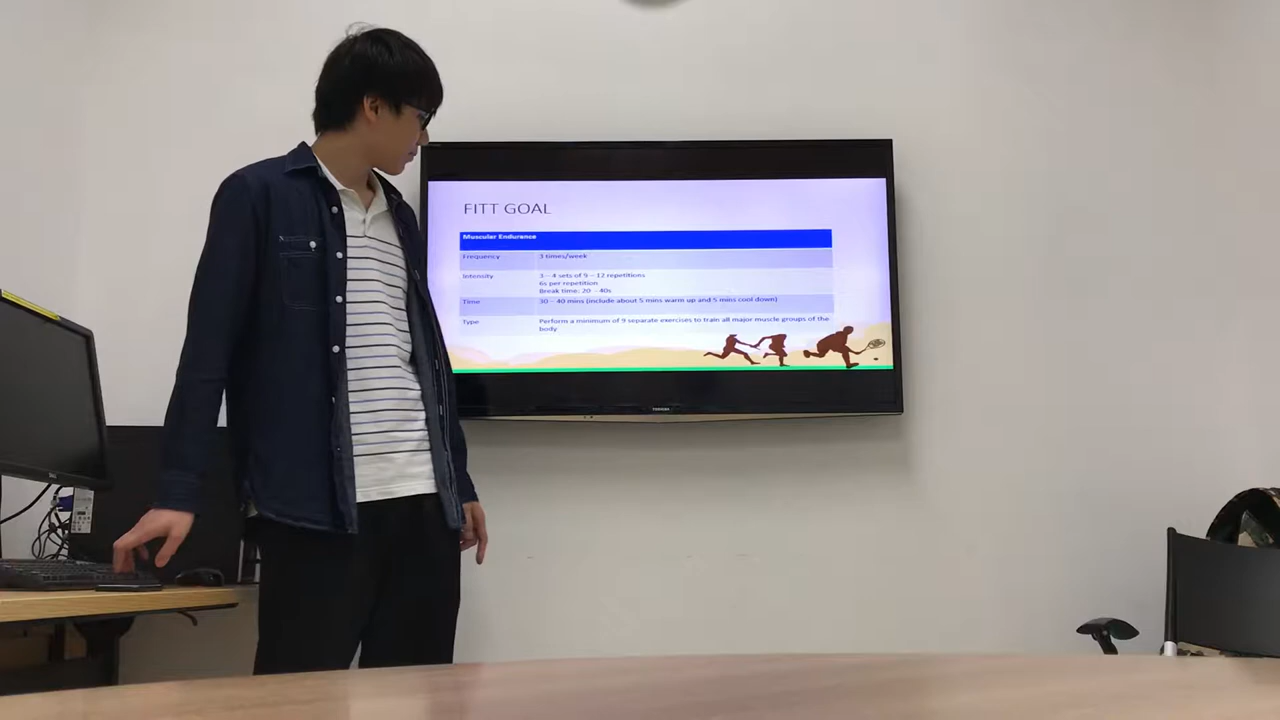 FITT GOAL
Muscular Endurance
Frequency 3 times/week
Intensity 3 – 4 sets of 9 – 12 repetitions
6s per repetition
Break time: 20 - 40s
Time 30 – 40 mins (include about 5 mins warm up and 5 mins cool down)
Type Perform a minimum of 9 separate exercises to train all major muscle groups of the
body
TOSHIBA
DELL